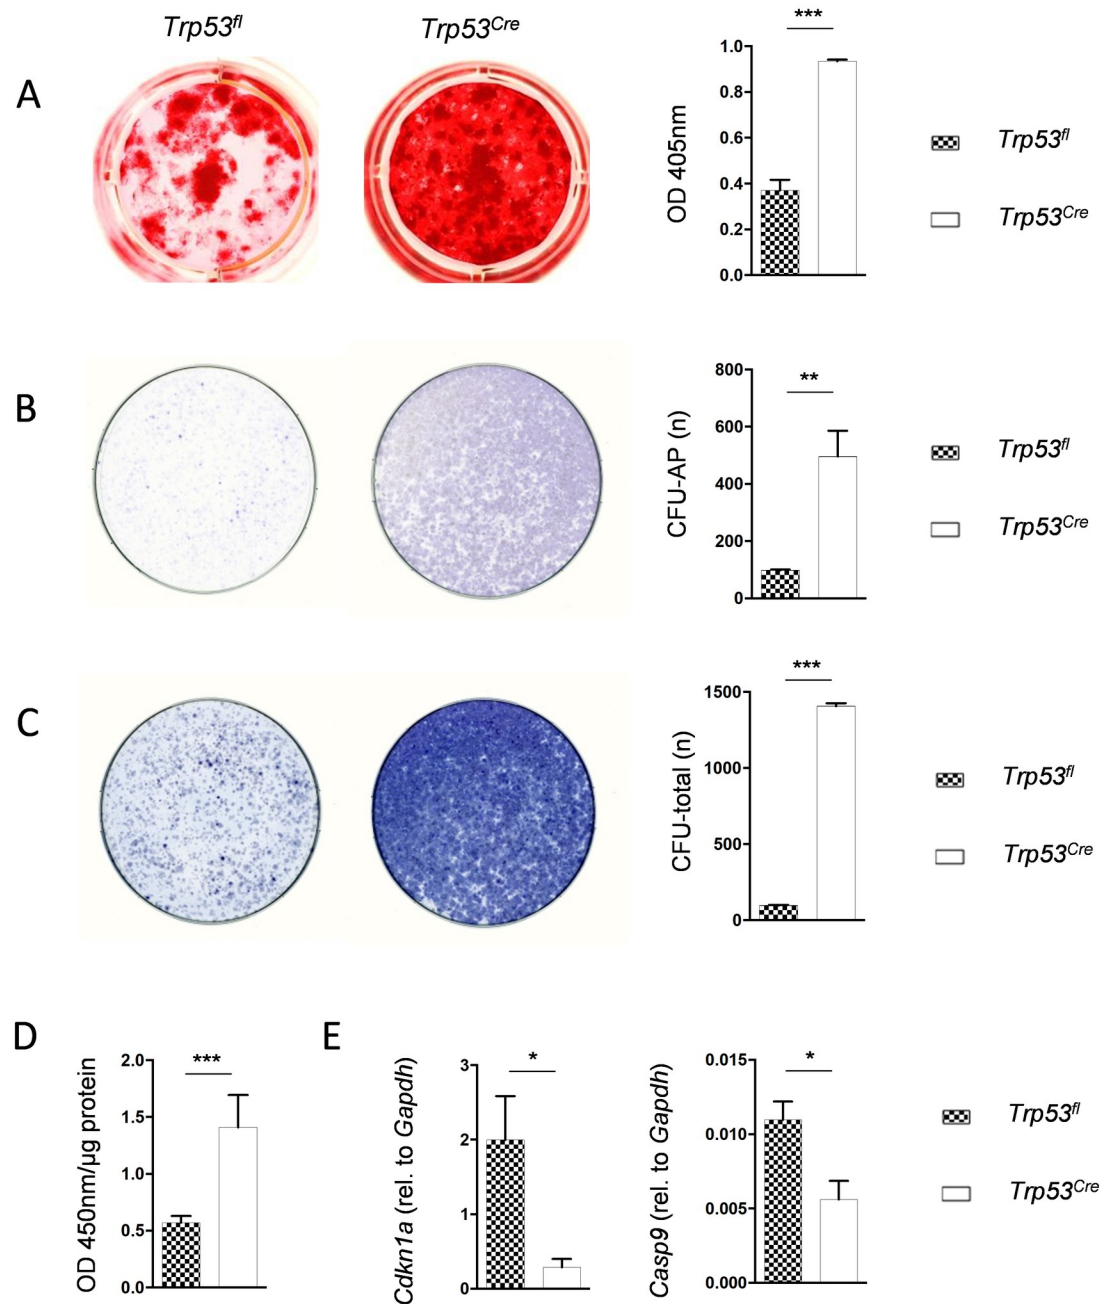 Trp53fl
Trp53Cre
A
***
OD 405nm
1.0
0.8
0.6
0.4
0.2
0.0
Trp53fl
Trp53Cre
B
**
CFU-AP (n)
800
600
400
200
0
Trp53fl
Trp53Cre
C
***
CFU-total (n)
1500
1000
500
0
Trp53fl
Trp53Cre
D
***
OD 450nm/µg protein
2.0
1.5
1.0
0.5
0.0
E
*
Cdkn1a (rel. to Gapdh)
3
2
1
0
*
Casp9 (rel. to Gapdh)
0.015
0.010
0.005
0.000
Trp53fl
Trp53Cre